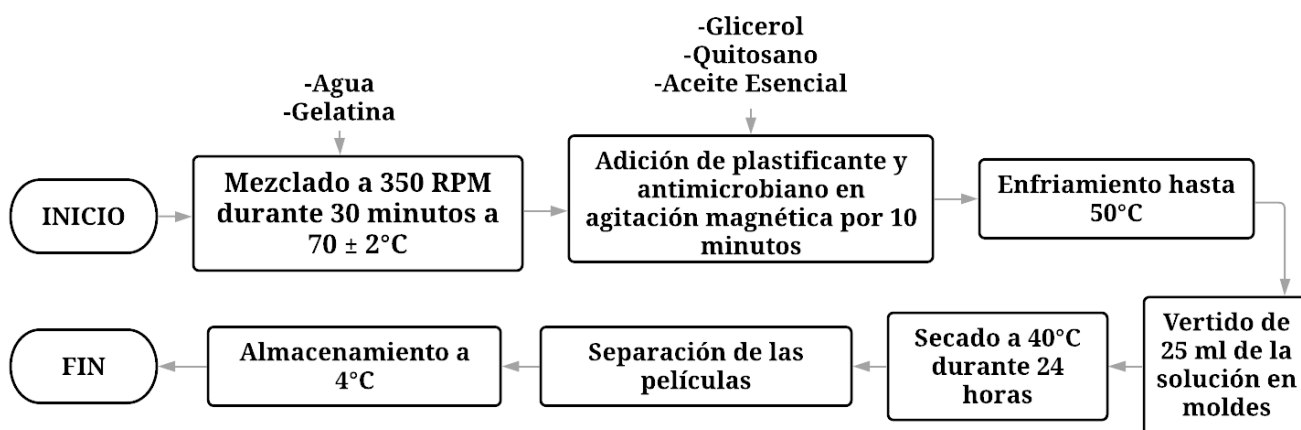 INICIO
-Agua
-Gelatina
Mezclado a 350 RPM
durante 30 minutos a
70 ± 2°C
-Glicerol
-Quitosano
-Aceite Esencial
Adición de plastificante y
antimicrobiano en
agitación magnética por 10
minutos
Enfriamiento hasta
50°C
Vertido de
25 ml de la
solución en
moldes
Secado a 40°C
durante 24
horas
Separación de las
películas
Almacenamiento a
4°C
FIN